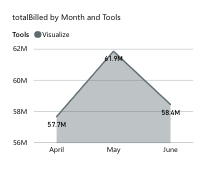 totalBilled by Month and Tools
Tools Visualize
62M
60M
58M
56M
61.9M
57.7M
58.4M
April May June